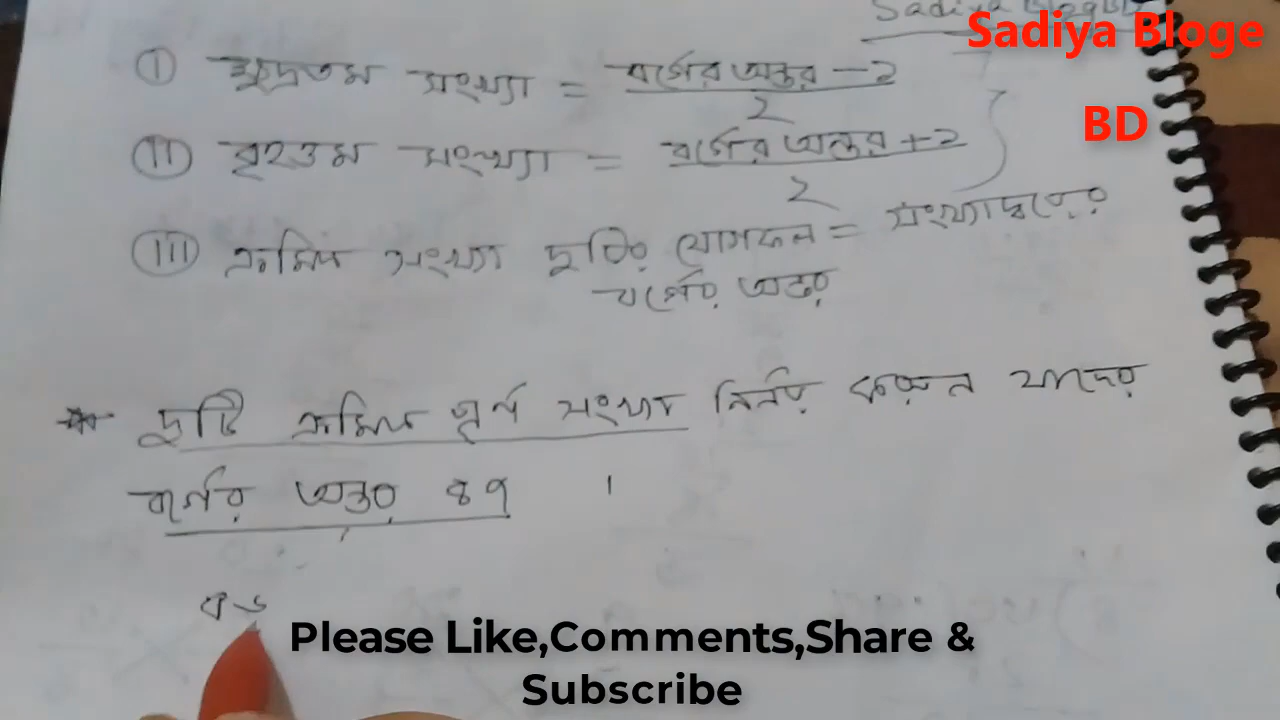 Sadiya Bloge
BD
(I) ক্ষুদ্রতম সংখ্যা = বর্গের অন্তর - ১
২
(II) বৃহত্তম সংখ্যা = বর্গের অন্তর + ১
২
(III) ক্রমিক সংখ্যা দুটির যোগফল = সংখ্যাদ্বয়ের
বর্গের অন্তর
* দুটি ক্রমিক পূর্ণ সংখ্যা নির্ণয় করুন যাদের
বর্গের অন্তর ৪৭ ।
বড়
Please Like,Comments,Share &
Subscribe